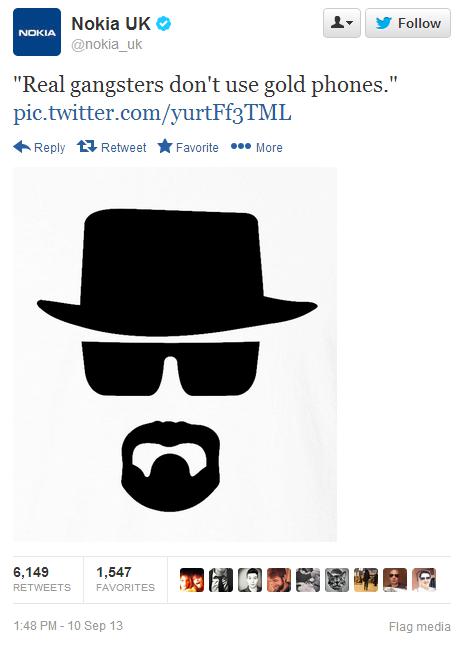 NOKIA
Nokia UK
@nokia_uk
Follow
"Real gangsters don't use gold phones."
pic.twitter.com/yurtFf3TML
Reply Retweet Favorite More
6,149 1,547
RETWEETS FAVORITES
1:48 PM - 10 Sep 13 Flag media